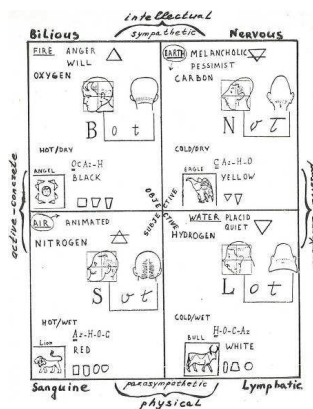 intellectual
Bilious
sympathetic
Nervous
FIRE ANGER
WILL
OXYGEN
B o t
HOT/DRY
OCAz-H
ANGEL
BLACK
EARTH MELANCHOLIC
PESSIMIST
CARBON
N o t
COLD/DRY
CAz-H-O
EAGLE
YELLOW
active-concrete
OBJECTIVE
SUBJECTIVE
AIR ANIMATED
NITROGEN
S o t
HOT/WET
Az-H-O-C
Lion
RED
WATER PLACID
QUIET
HYDROGEN
L o t
COLD/WET
H-O-C-Az
BULL
WHITE
Sanguine
parasympathetic
Lymphatic
physical